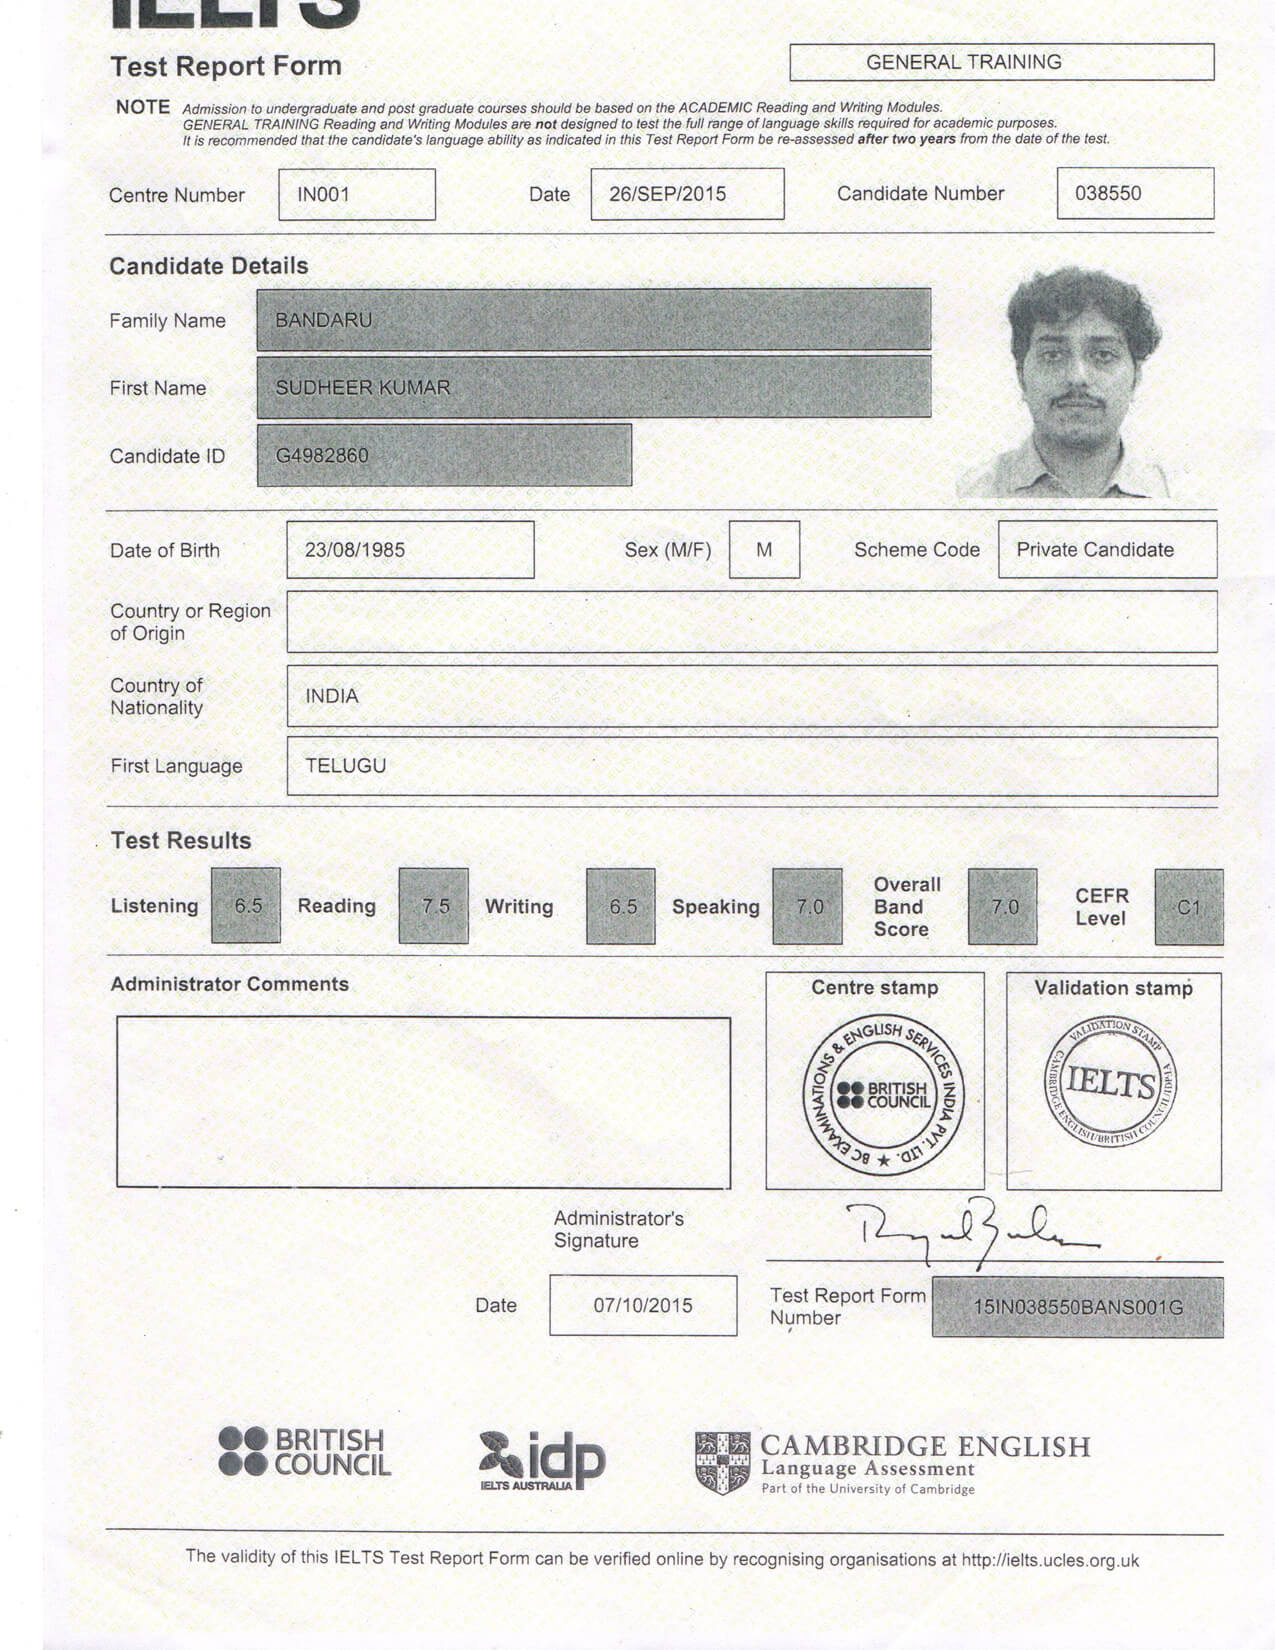 IELTS
Test Report Form
GENERAL TRAINING
NOTE Admission to undergraduate and post graduate courses should be based on the ACADEMIC Reading and Writing Modules.
GENERAL TRAINING Reading and Writing Modules are not designed to test the full range of language skills required for academic purposes.
It is recommended that the candidate's language ability as indicated in this Test Report Form be re-assessed after two years from the date of the test.
Centre Number IN001 Date 26/SEP/2015 Candidate Number 038550
Candidate Details
Family Name BANDARU
First Name SUDHEER KUMAR
Candidate ID G4982860
Date of Birth 23/08/1985 Sex (M/F) M Scheme Code Private Candidate
Country or Region
of Origin
Country of
Nationality
INDIA
First Language TELUGU
Test Results
Listening 6.5 Reading 7.5 Writing 6.5 Speaking 7.0
Overall
Band
Score
7.0
CEFR
Level
C1
Administrator Comments
Centre stamp
BC EXAMINATIONS & ENGLISH SERVICES INDIA PVT. LTD. ★
BRITISH
COUNCIL
Validation stamp
VALIDATION STAMP
CAMBRIDGE ENGLISH/BRITISH COUNCIL/IDP:IA
IELTS
Administrator's
Signature
Date 07/10/2015
Test Report Form
Number
15IN038550BANS001G
BRITISH
COUNCIL
idp
IELTS AUSTRALIA
CAMBRIDGE ENGLISH
Language Assessment
Part of the University of Cambridge
The validity of this IELTS Test Report Form can be verified online by recognising organisations at http://ielts.ucles.org.uk